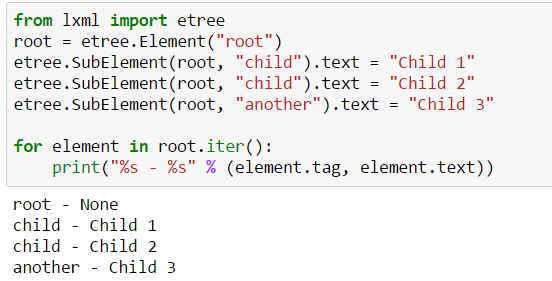 from lxml import etree
root = etree.Element("root")
etree.SubElement(root, "child").text = "Child 1"
etree.SubElement(root, "child").text = "Child 2"
etree.SubElement(root, "another").text = "Child 3"
for element in root.iter():
    print("%s - %s" % (element.tag, element.text))
root - None
child - Child 1
child - Child 2
another - Child 3